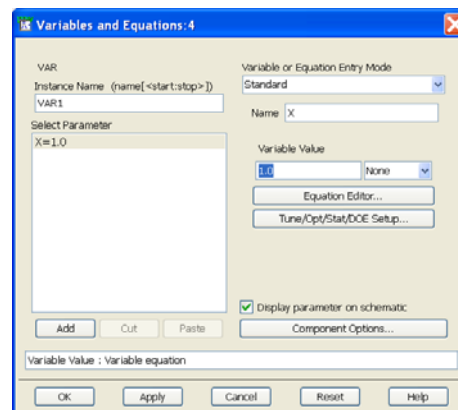 Variables and Equations:4
VAR
Instance Name (name[<start:stop>])
VAR1
Select Parameter
X=1.0
Add
Cut
Paste
Variable or Equation Entry Mode
Standard
Name X
Variable Value
1.0 None
Equation Editor...
Tune/Opt/Stat/DOE Setup...
Display parameter on schematic
Component Options...
Variable Value : Variable equation
OK Apply Cancel Reset Help